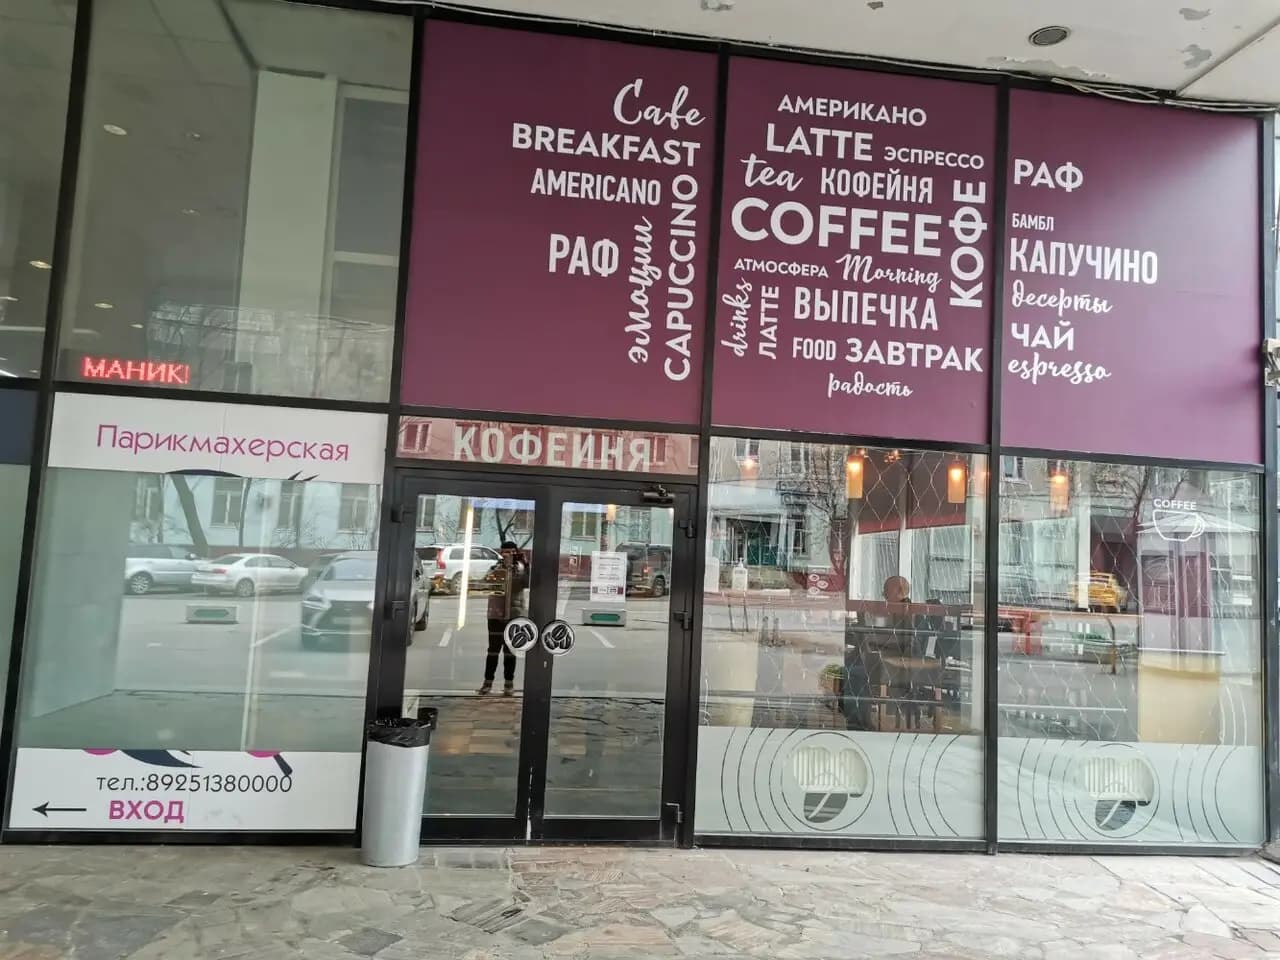 Cafe
BREAKFAST
AMERICANO
РАФ
эмоции
CAPUCCINO
АМЕРИКАНО
LATTE
ЭСПРЕССО
tea
КОФЕЙНЯ
COFFEE
КОФЕ
АТМОСФЕРА
Morning
drinks
ЛАТТЕ
ВЫПЕЧКА
FOOD
ЗАВТРАК
радость
РАФ
БАМБЛ
КАПУЧИНО
десерты
ЧАЙ
espresso
МАНИК
Парикмахерская
КОФЕЙНЯ
COFFEE
тел.:89251380000
← ВХОД